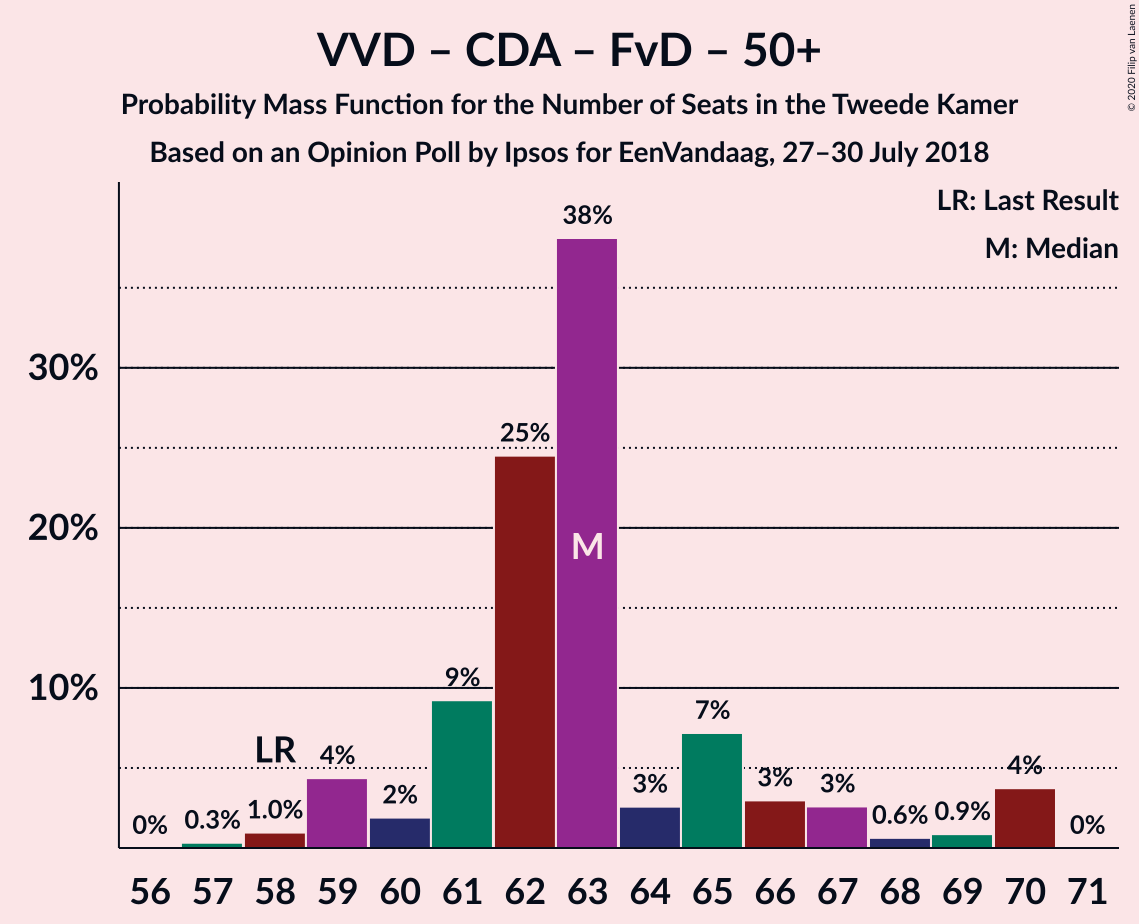 VVD – CDA – FvD – 50+
Probability Mass Function for the Number of Seats in the Tweede Kamer
Based on an Opinion Poll by Ipsos for EenVandaag, 27–30 July 2018
© 2020 Filip van Laenen
LR: Last Result
M: Median
38%
30%
25%
20%
M
10%
9%
7%
LR
4%
4%
3%
3%
3%
2%
1.0%
0.9%
0.6%
0.3%
0%
0%
56 57 58 59 60 61 62 63 64 65 66 67 68 69 70 71